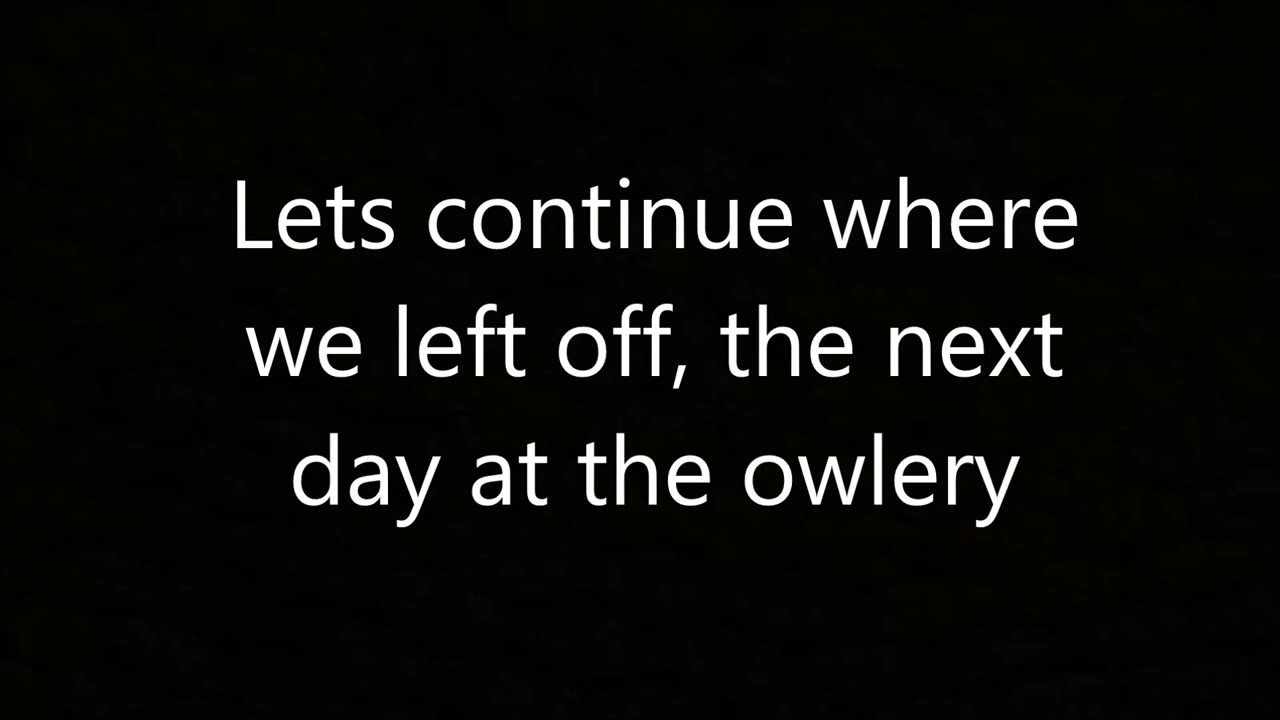 Lets continue where
we left off, the next
day at the owlery